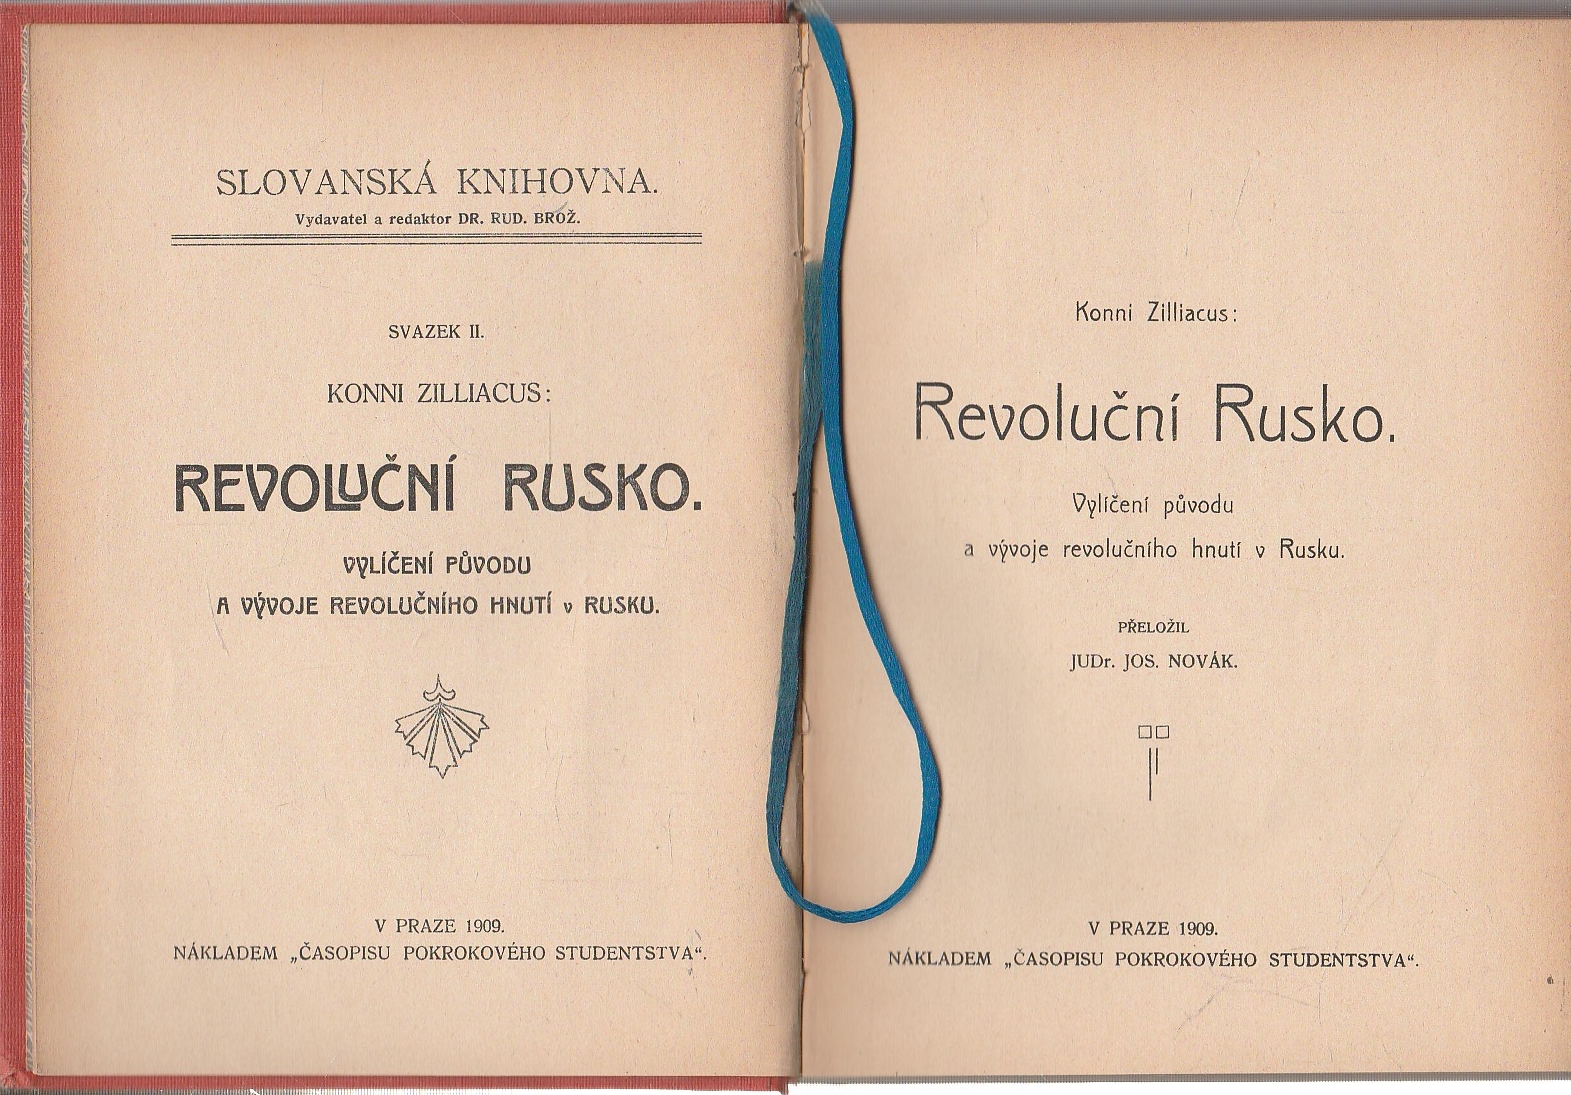 SLOVANSKÁ KNIHOVNA.
Vydavatel a redaktor DR. RUD. BROŽ.
SVAZEK II.
KONNI ZILLIACUS:
REVOLUČNÍ RUSKO.
VYLÍČENÍ PŮVODU
A VÝVOJE REVOLUČNÍHO HNUTÍ v RUSKU.
V PRAZE 1909.
NÁKLADEM „ČASOPISU POKROKOVÉHO STUDENTSTVA“.
Konni Zilliacus:
Revoluční Rusko.
Vylíčení původu
a vývoje revolučního hnutí v Rusku.
PŘELOŽIL
JUDr. JOS. NOVÁK.
V PRAZE 1909.
NÁKLADEM „ČASOPISU POKROKOVÉHO STUDENTSTVA“.